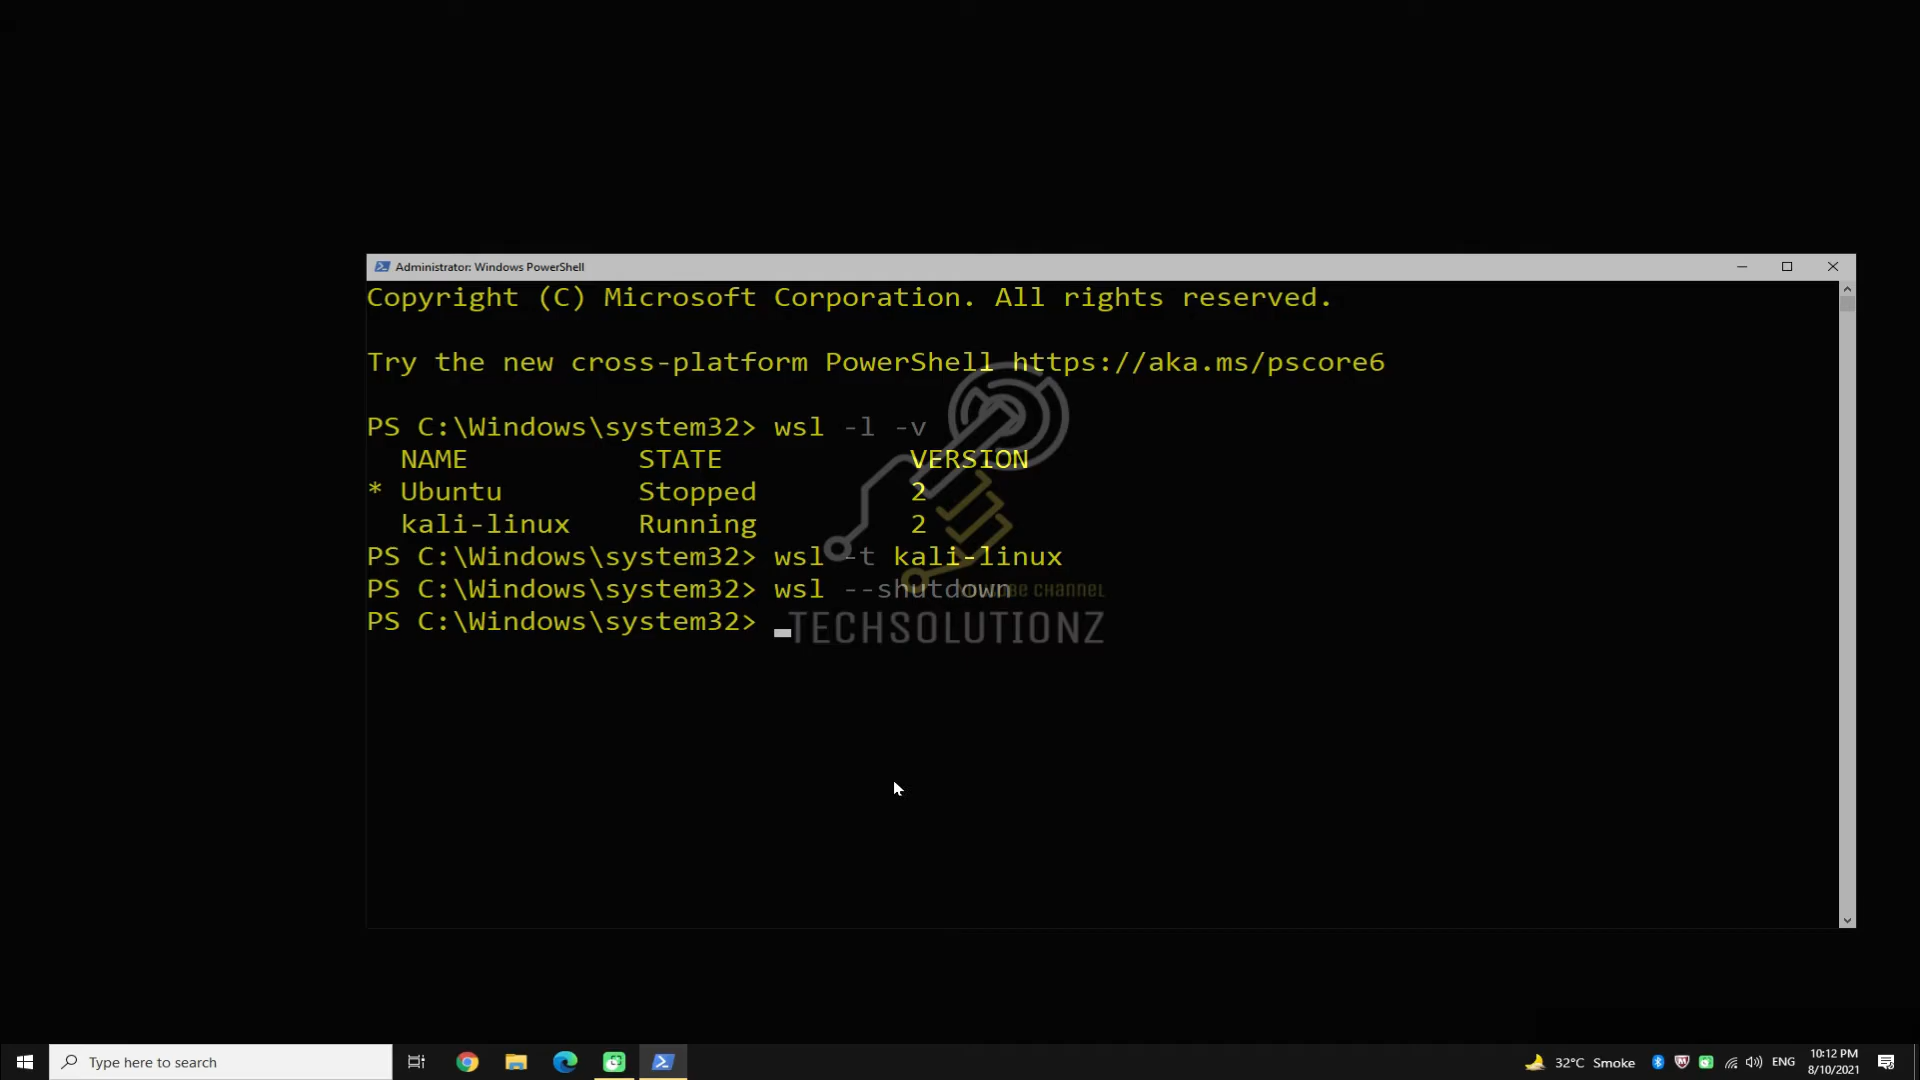 Administrator: Windows PowerShell
Copyright (C) Microsoft Corporation. All rights reserved.
Try the new cross-platform PowerShell https://aka.ms/pscore6
PS C:\Windows\system32> wsl -l -v
NAME STATE VERSION
* Ubuntu Stopped 2
kali-linux Running 2
PS C:\Windows\system32> wsl -t kali-linux
PS C:\Windows\system32> wsl --shutdown
CHANNEL
PS C:\Windows\system32>
TECHSOLUTIONZ
Type here to search
32°C Smoke
ENG
10:12 PM
8/10/2021